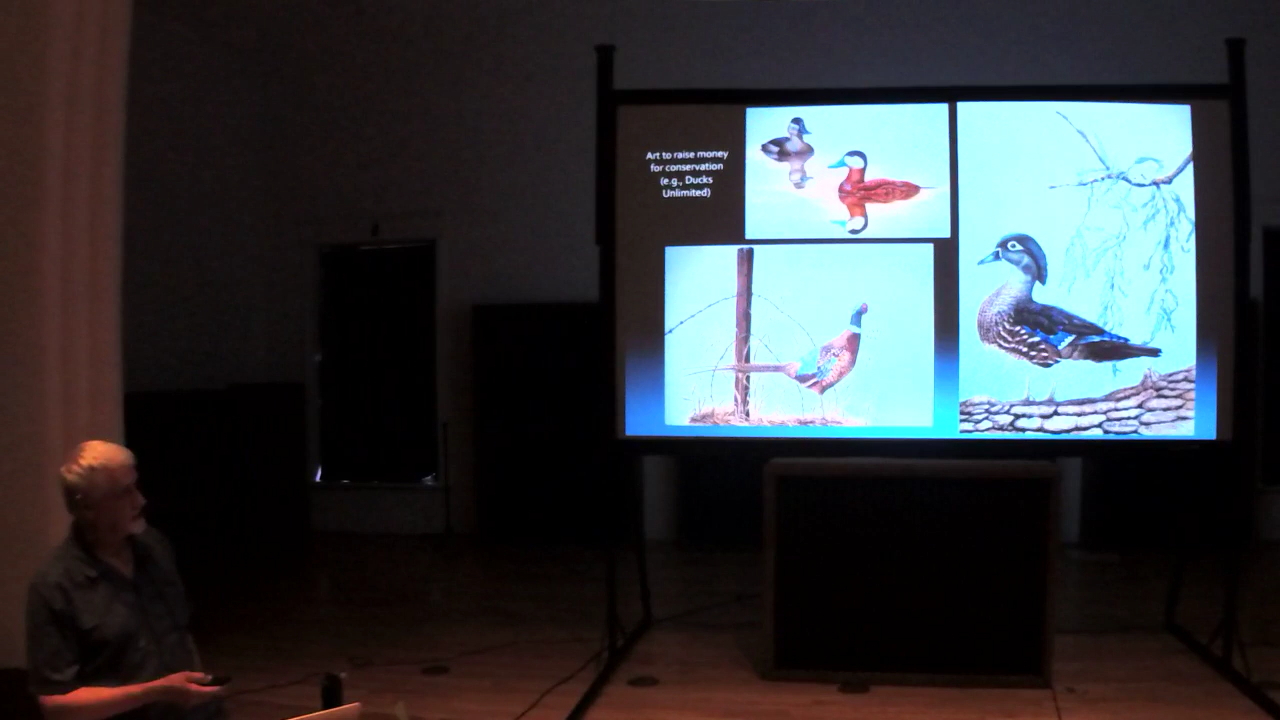 Art to raise money
for conservation
(e.g., Ducks
Unlimited)